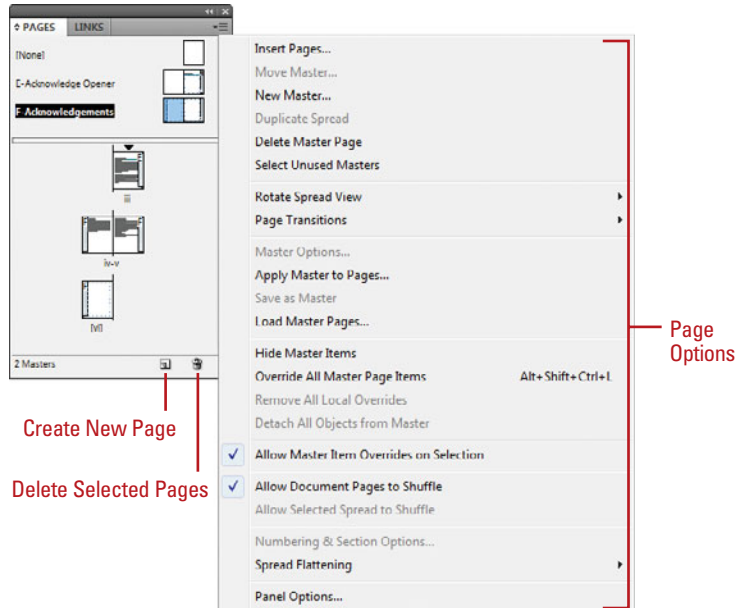 PAGES
LINKS
[None]
E-Acknowledge Opener
F-Acknowledgements
iii
iv-v
[vi]
2 Masters
Create New Page
Delete Selected Pages
Insert Pages...
Move Master...
New Master...
Duplicate Spread
Delete Master Page
Select Unused Masters
Rotate Spread View
Page Transitions
Master Options...
Apply Master to Pages...
Save as Master
Load Master Pages...
Hide Master Items
Override All Master Page Items Alt+Shift+Ctrl+L
Remove All Local Overrides
Detach All Objects from Master
Allow Master Item Overrides on Selection
Allow Document Pages to Shuffle
Allow Selected Spread to Shuffle
Numbering & Section Options...
Spread Flattening
Panel Options...
Page
Options